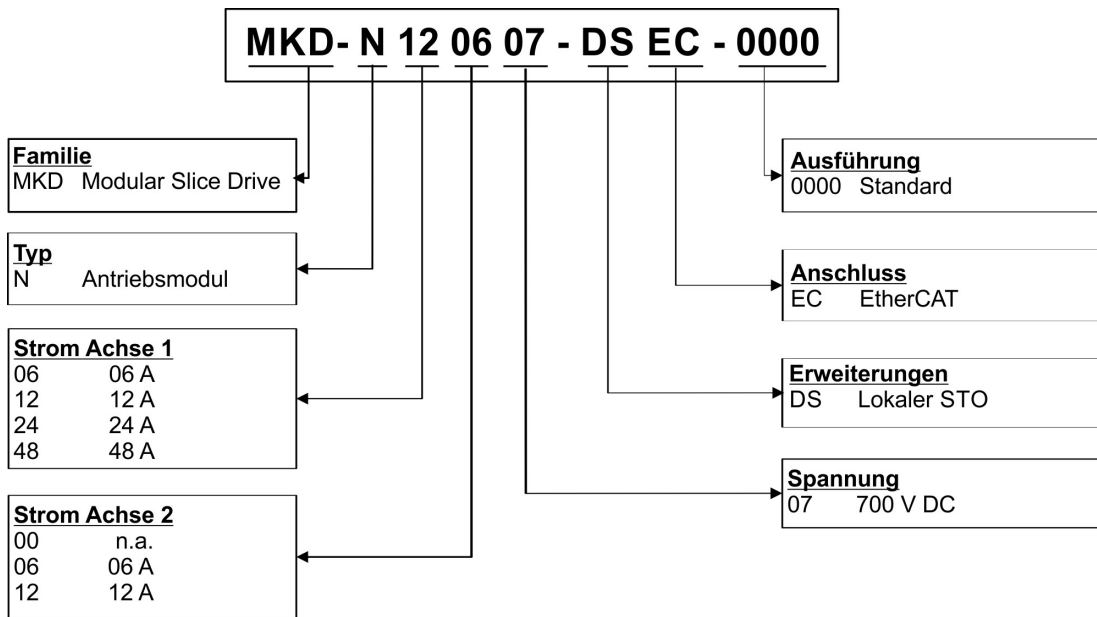 MKD- N 12 06 07 - DS EC - 0000
Familie
MKD Modular Slice Drive
Typ
N Antriebsmodul
Strom Achse 1
06 06 A
12 12 A
24 24 A
48 48 A
Strom Achse 2
00 n.a.
06 06 A
12 12 A
Ausführung
0000 Standard
Anschluss
EC EtherCAT
Erweiterungen
DS Lokaler STO
Spannung
07 700 V DC